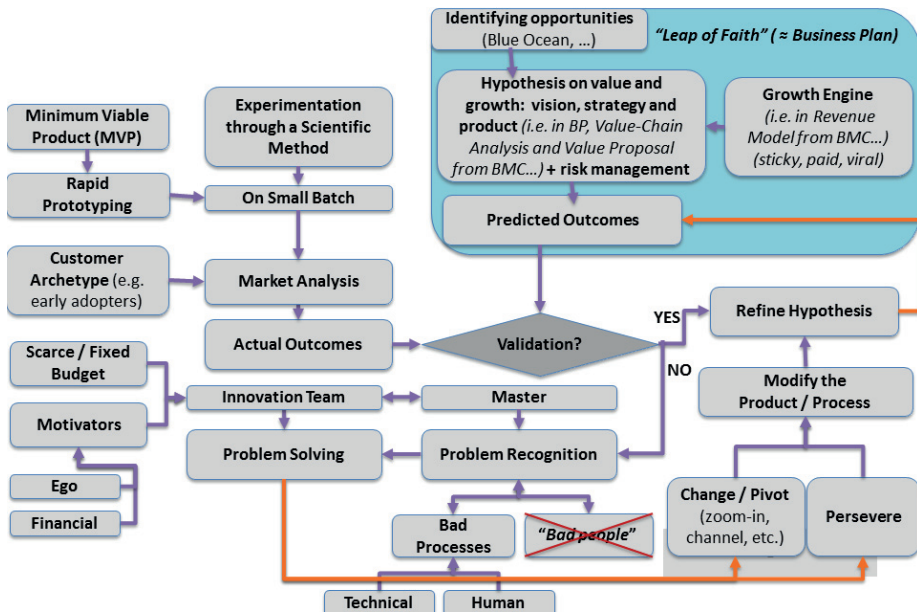 Identifying opportunities
(Blue Ocean, …)
“Leap of Faith” ( ≈ Business Plan)
Hypothesis on value and
growth: vision, strategy and
product (i.e. in BP, Value-Chain
Analysis and Value Proposal
from BMC…) + risk management
Growth Engine
(i.e. in Revenue
Model from BMC…)
(sticky, paid, viral)
Predicted Outcomes
Minimum Viable
Product (MVP)
Experimentation
through a Scientific
Method
Rapid
Prototyping
On Small Batch
Customer
Archetype (e.g.
early adopters)
Market Analysis
Actual Outcomes
Validation?
YES
NO
Refine Hypothesis
Modify the
Product / Process
Scarce / Fixed
Budget
Motivators
Ego
Financial
Innovation Team
Master
Problem Solving
Problem Recognition
Bad
Processes
“Bad people”
Technical
Human
Change / Pivot
(zoom-in,
channel, etc.)
Persevere